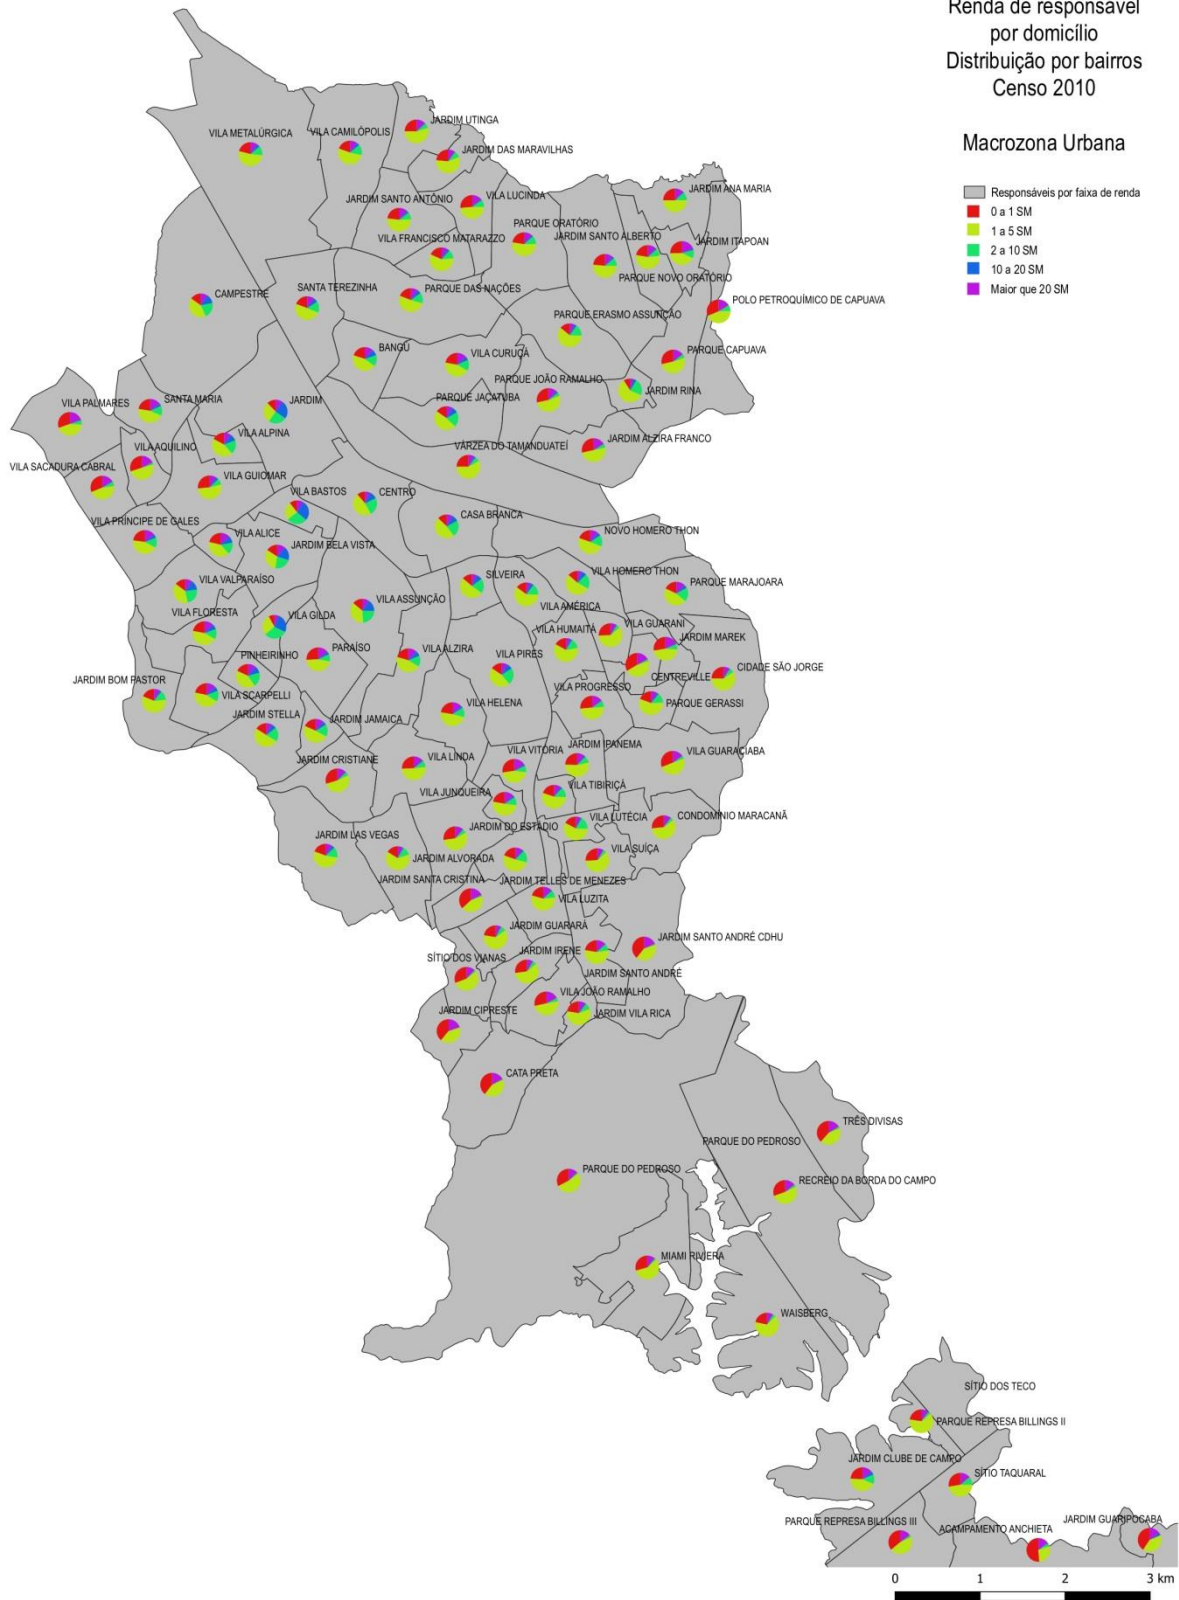 Renda de responsável
por domicílio
Distribuição por bairros
Censo 2010
Macrozona Urbana
Responsáveis por faixa de renda
0 a 1 SM
1 a 5 SM
2 a 10 SM
10 a 20 SM
Maior que 20 SM
VILA METALÚRGICA
VILA CAMILÓPOLIS
JARDIM UTINGA
JARDIM DAS MARAVILHAS
JARDIM SANTO ANTÔNIO
VILA LUCINDA
JARDIM ANA MARIA
PARQUE ORATÓRIO
VILA FRANCISCO MATARAZZO
JARDIM SANTO ALBERTO
JARDIM ITAPOAN
PARQUE NOVO ORATÓRIO
CAMPESTRE
SANTA TEREZINHA
PARQUE DAS NAÇÕES
POLO PETROQUÍMICO DE CAPUAVA
PARQUE ERASMO ASSUNÇÃO
BANGÚ
VILA CURUÇÁ
PARQUE CAPUAVA
PARQUE JOÃO RAMALHO
JARDIM RINA
PARQUE JAÇATUBA
VILA PALMARES
SANTA MARIA
JARDIM
VILA ALPINA
VILA AQUILINO
VÁRZEA DO TAMANDUATEÍ
JARDIM ALZIRA FRANCO
VILA SACADURA CABRAL
VILA GUIOMAR
VILA BASTOS
CENTRO
CASA BRANCA
VILA PRÍNCIPE DE GALES
VILA ALICE
JARDIM BELA VISTA
NOVO HOMERO THON
VILA VALPARAÍSO
SILVEIRA
VILA HOMERO THON
PARQUE MARAJOARA
VILA ASSUNÇÃO
VILA AMÉRICA
VILA FLORESTA
VILA GILDA
VILA HUMAITÁ
VILA GUARANI
JARDIM MAREK
PINHEIRINHO
PARAÍSO
VILA ALZIRA
VILA PIRES
CIDADE SÃO JORGE
CENTREVILLE
JARDIM BOM PASTOR
VILA SCARPELLI
VILA PROGRESSO
PARQUE GERASSI
JARDIM STELLA
JARDIM JAMAICA
VILA HELENA
JARDIM CRISTIANE
VILA LINDA
VILA VITÓRIA
JARDIM IPANEMA
VILA GUARACIABA
VILA JUNQUEIRA
VILA TIBIRIÇÁ
JARDIM LAS VEGAS
JARDIM DO ESTÁDIO
VILA LUTÉCIA
CONDOMÍNIO MARACANÃ
JARDIM ALVORADA
VILA SUÍÇA
JARDIM SANTA CRISTINA
JARDIM TELLES DE MENEZES
VILA LUZITA
JARDIM GUARARÁ
JARDIM IRENE
JARDIM SANTO ANDRÉ CDHU
SÍTIO DOS VIANAS
JARDIM SANTO ANDRÉ
VILA JOÃO RAMALHO
JARDIM CIPRESTE
JARDIM VILA RICA
CATA PRETA
TRÊS DIVISAS
PARQUE DO PEDROSO
PARQUE DO PEDROSO
RECREIO DA BORDA DO CAMPO
MIAMI RIVIERA
WAISBERG
SÍTIO DOS TECO
PARQUE REPRESA BILLINGS II
JARDIM CLUBE DE CAMPO
SÍTIO TAQUARAL
PARQUE REPRESA BILLINGS III
ACAMPAMENTO ANCHIETA
JARDIM GUARIPOCABA
0 1 2 3 km